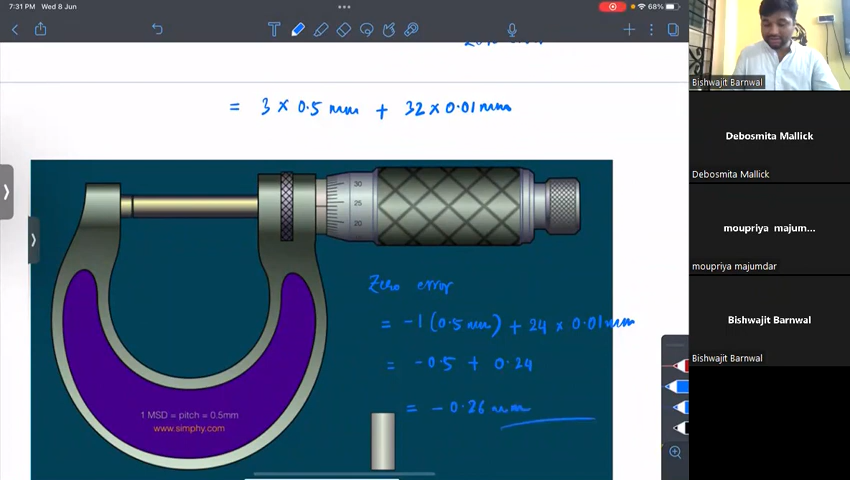 7:31 PM Wed 8 Jun
68%
= 3 × 0.5 mm + 32 × 0.01 mm
30
25
20
Zero error
= -1 (0.5 mm) + 24 × 0.01 mm
= -0.5 + 0.24
= -0.26 mm
1 MSD = pitch = 0.5mm
www.simphy.com
Bishwajit Barnwal
Debosmita Mallick
Debosmita Mallick
moupriya majum...
moupriya majumdar
Bishwajit Barnwal
Bishwajit Barnwal